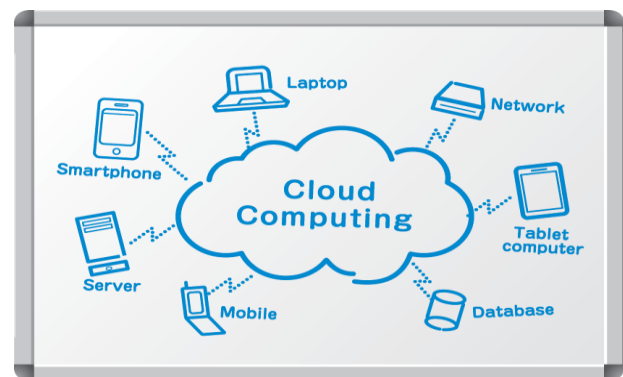 Laptop
Network
Smartphone
Cloud
Computing
Tablet
computer
Server
Mobile
Database